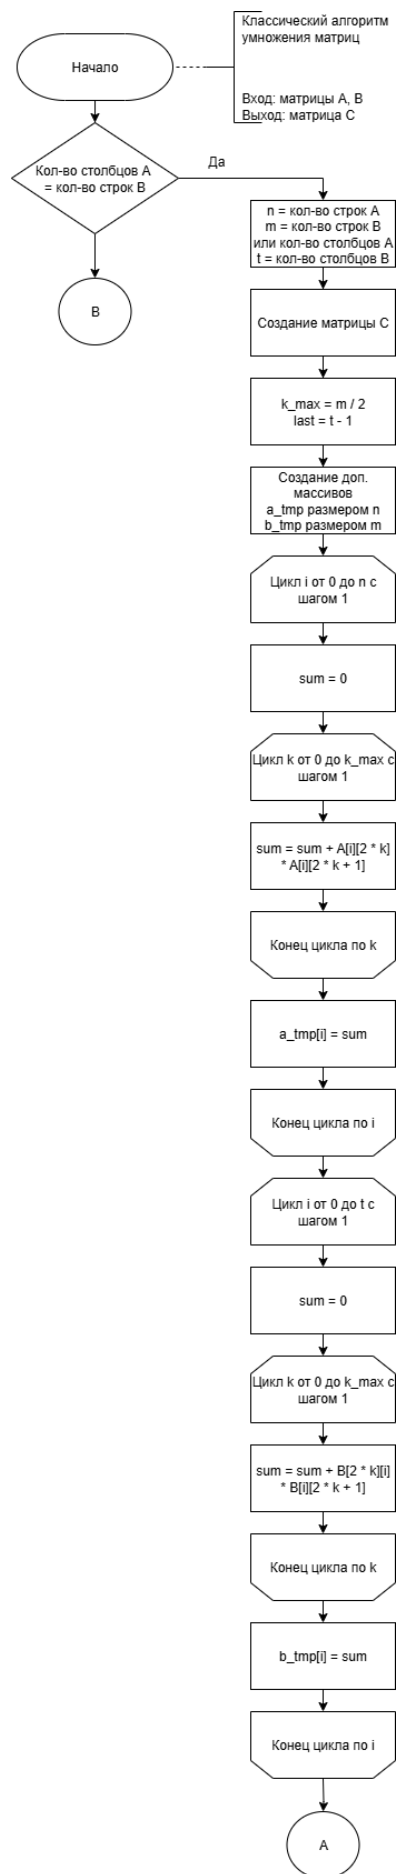 Классический алгоритм
умножения матриц
Начало
Вход: матрицы A, B
Выход: матрица C
Да
Кол-во столбцов A
= кол-во строк B
n = кол-во строк A
m = кол-во строк B
или кол-во столбцов A
t = кол-во столбцов B
B
Создание матрицы C
k_max = m / 2
last = t - 1
Создание доп.
массивов
a_tmp размером n
b_tmp размером m
Цикл i от 0 до n с
шагом 1
sum = 0
Цикл k от 0 до k_max с
шагом 1
sum = sum + A[i][2 * k]
* A[i][2 * k + 1]
Конец цикла по k
a_tmp[i] = sum
Конец цикла по i
Цикл i от 0 до t с
шагом 1
sum = 0
Цикл k от 0 до k_max с
шагом 1
sum = sum + B[2 * k][i]
* B[i][2 * k + 1]
Конец цикла по k
b_tmp[i] = sum
Конец цикла по i
A